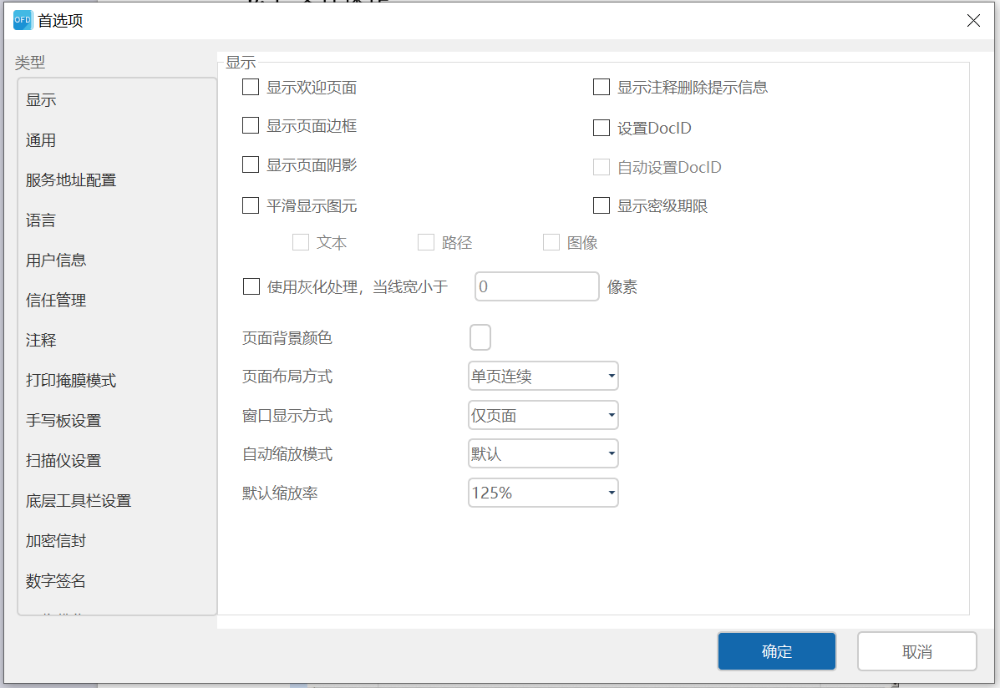 OFD 首选项
类型
显示
通用
服务地址配置
语言
用户信息
信任管理
注释
打印掩膜模式
手写板设置
扫描仪设置
底层工具栏设置
加密信封
数字签名
显示
显示欢迎页面
显示注释删除提示信息
显示页面边框
设置DocID
显示页面阴影
自动设置DocID
平滑显示图元
显示密级期限
文本 路径 图像
使用灰化处理，当线宽小于 0 像素
页面背景颜色
页面布局方式 单页连续
窗口显示方式 仅页面
自动缩放模式 默认
默认缩放率 125%
确定 取消